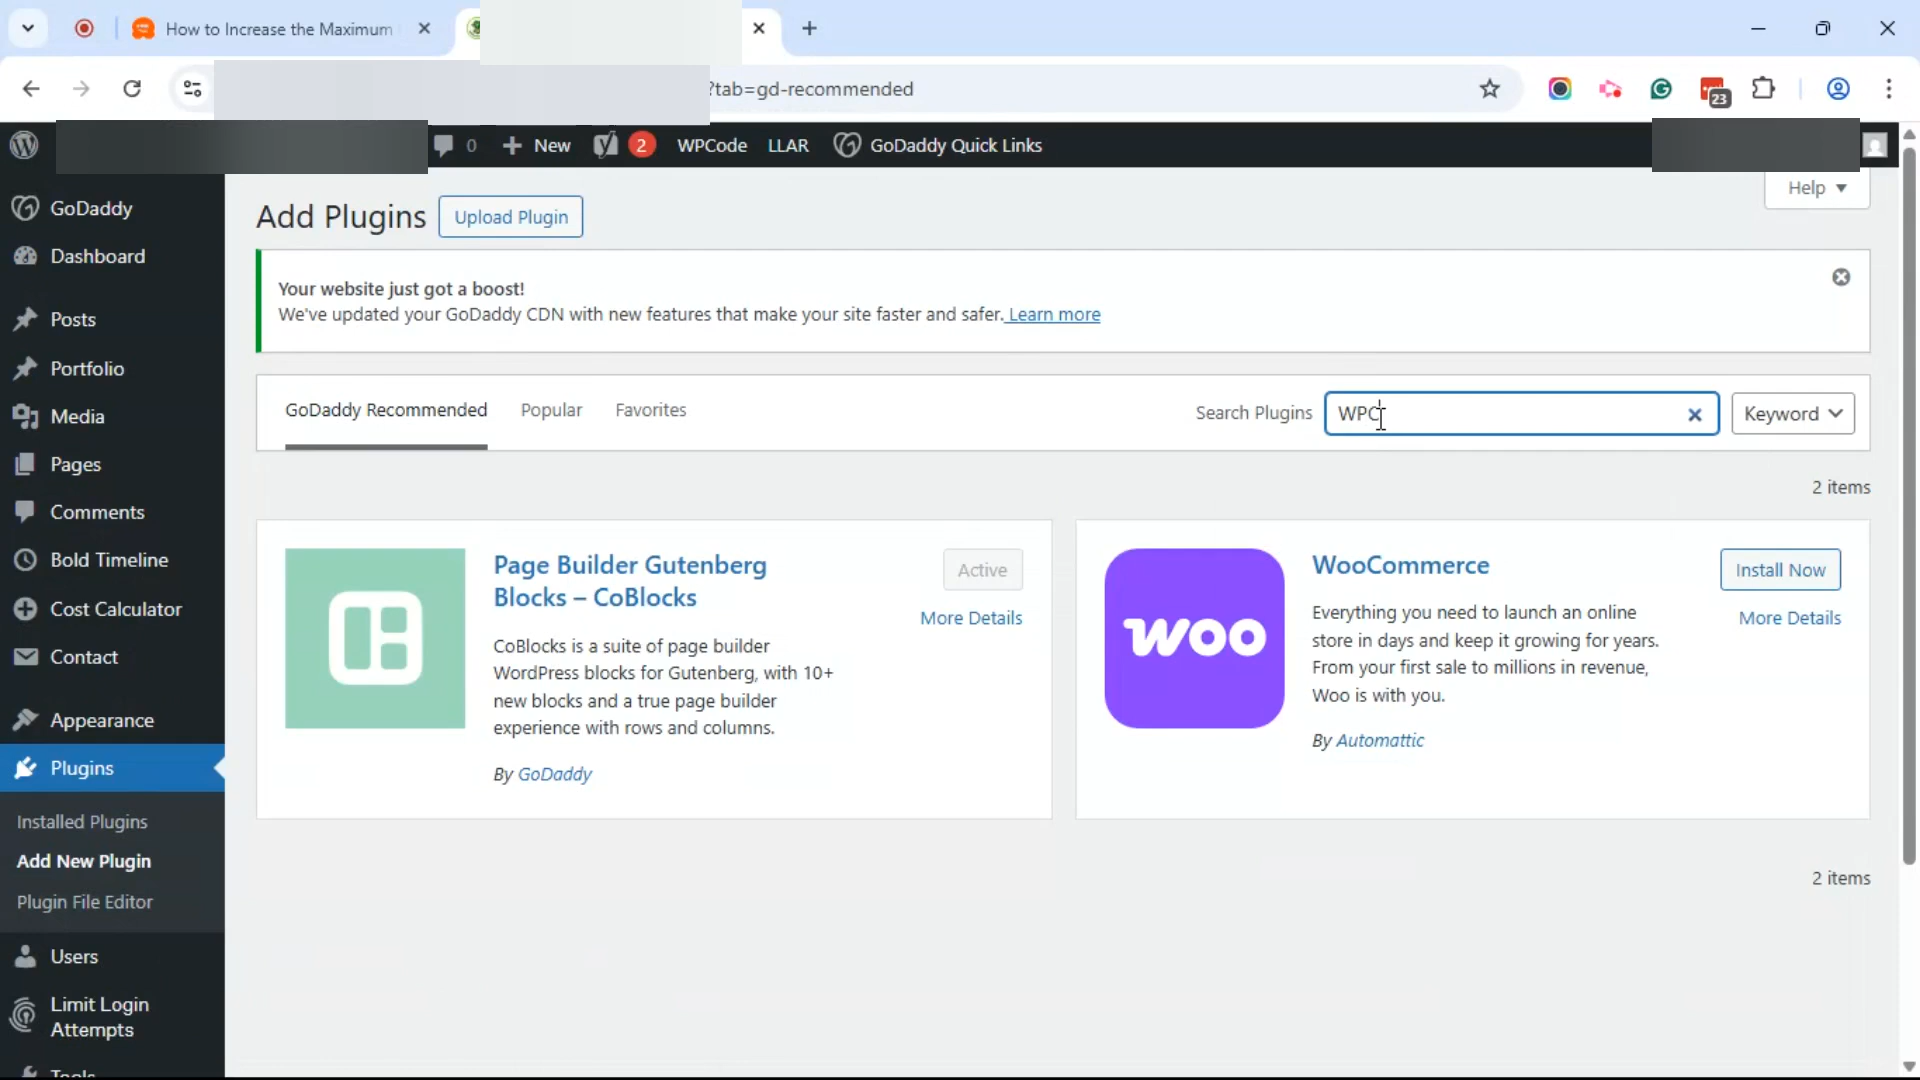 How to Increase the Maximum
?tab=gd-recommended
23
0
New
2
WPCode
LLAR
GoDaddy Quick Links
Help
GoDaddy
Dashboard
Posts
Portfolio
Media
Pages
Comments
Bold Timeline
Cost Calculator
Contact
Appearance
Plugins
Installed Plugins
Add New Plugin
Plugin File Editor
Users
Limit Login
Attempts
Tools
Add Plugins
Upload Plugin
Your website just got a boost!
We've updated your GoDaddy CDN with new features that make your site faster and safer. Learn more
GoDaddy Recommended
Popular
Favorites
Search Plugins
WPC
Keyword
2 items
Page Builder Gutenberg
Blocks – CoBlocks
Active
More Details
CoBlocks is a suite of page builder
WordPress blocks for Gutenberg, with 10+
new blocks and a true page builder
experience with rows and columns.
By GoDaddy
woo
WooCommerce
Install Now
More Details
Everything you need to launch an online
store in days and keep it growing for years.
From your first sale to millions in revenue,
Woo is with you.
By Automattic
2 items